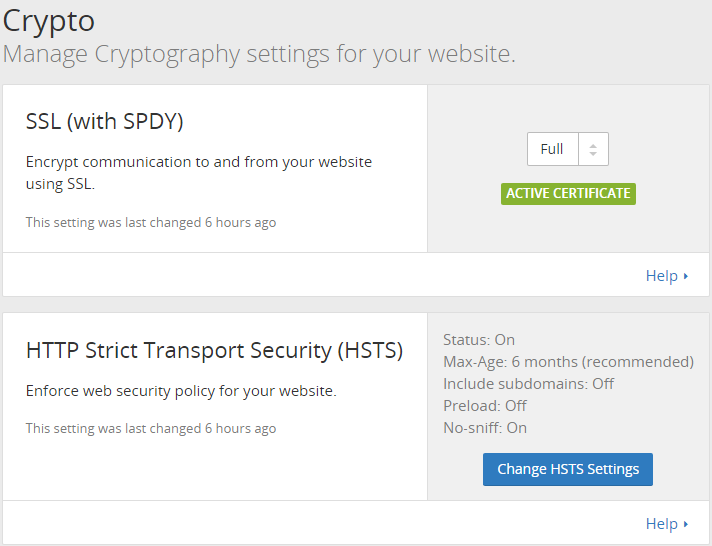 Crypto
Manage Cryptography settings for your website.
SSL (with SPDY)
Encrypt communication to and from your website
using SSL.
This setting was last changed 6 hours ago
Full
ACTIVE CERTIFICATE
Help
HTTP Strict Transport Security (HSTS)
Enforce web security policy for your website.
This setting was last changed 6 hours ago
Status: On
Max-Age: 6 months (recommended)
Include subdomains: Off
Preload: Off
No-sniff: On
Change HSTS Settings
Help